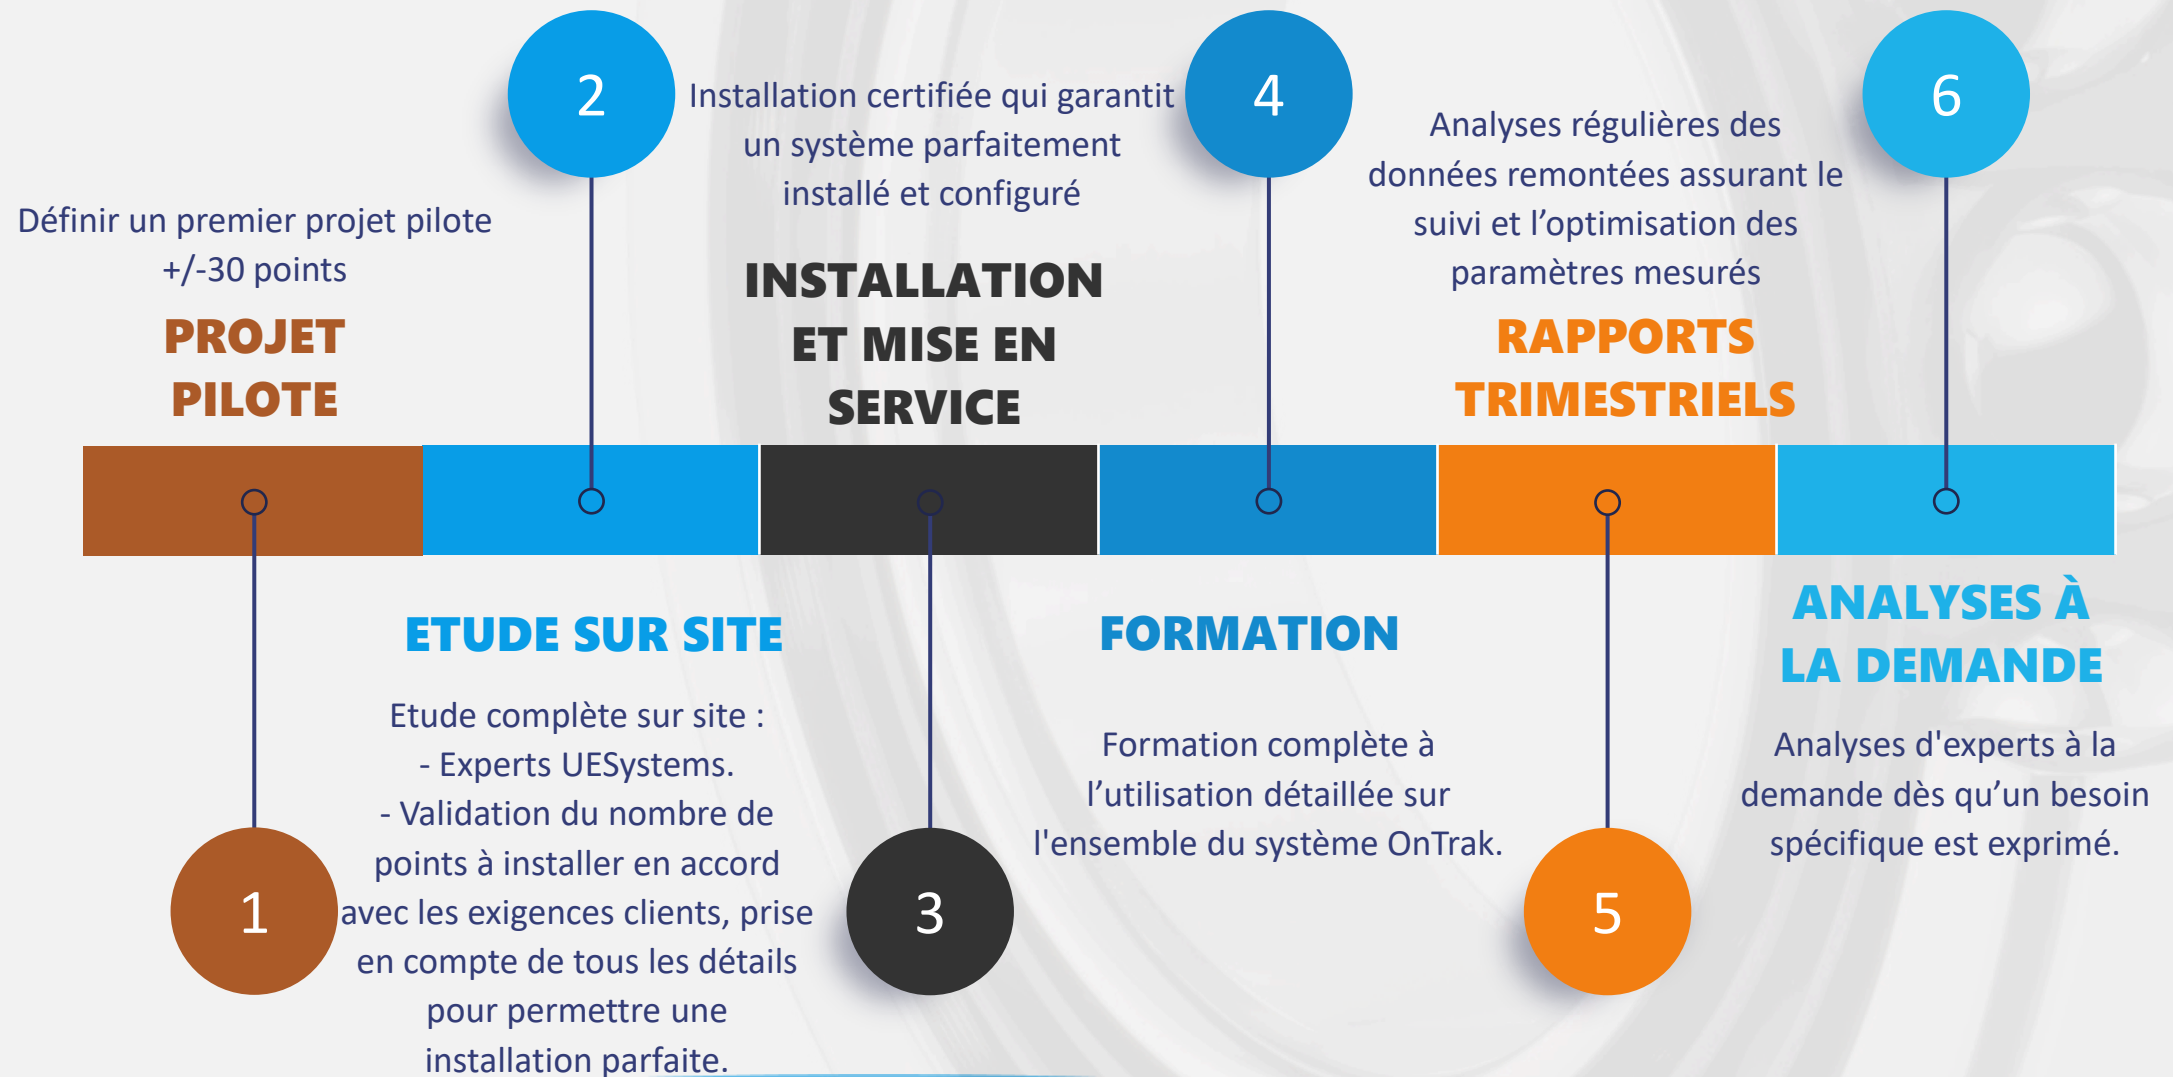 1
Définir un premier projet pilote
+/-30 points
PROJET
PILOTE
2
ETUDE SUR SITE
Etude complète sur site :
- Experts UESystems.
- Validation du nombre de
points à installer en accord
avec les exigences clients, prise
en compte de tous les détails
pour permettre une
installation parfaite.
3
Installation certifiée qui garantit
un système parfaitement
installé et configuré
INSTALLATION
ET MISE EN
SERVICE
4
FORMATION
Formation complète à
l’utilisation détaillée sur
l'ensemble du système OnTrak.
5
Analyses régulières des
données remontées assurant le
suivi et l’optimisation des
paramètres mesurés
RAPPORTS
TRIMESTRIELS
6
ANALYSES À
LA DEMANDE
Analyses d'experts à la
demande dès qu’un besoin
spécifique est exprimé.